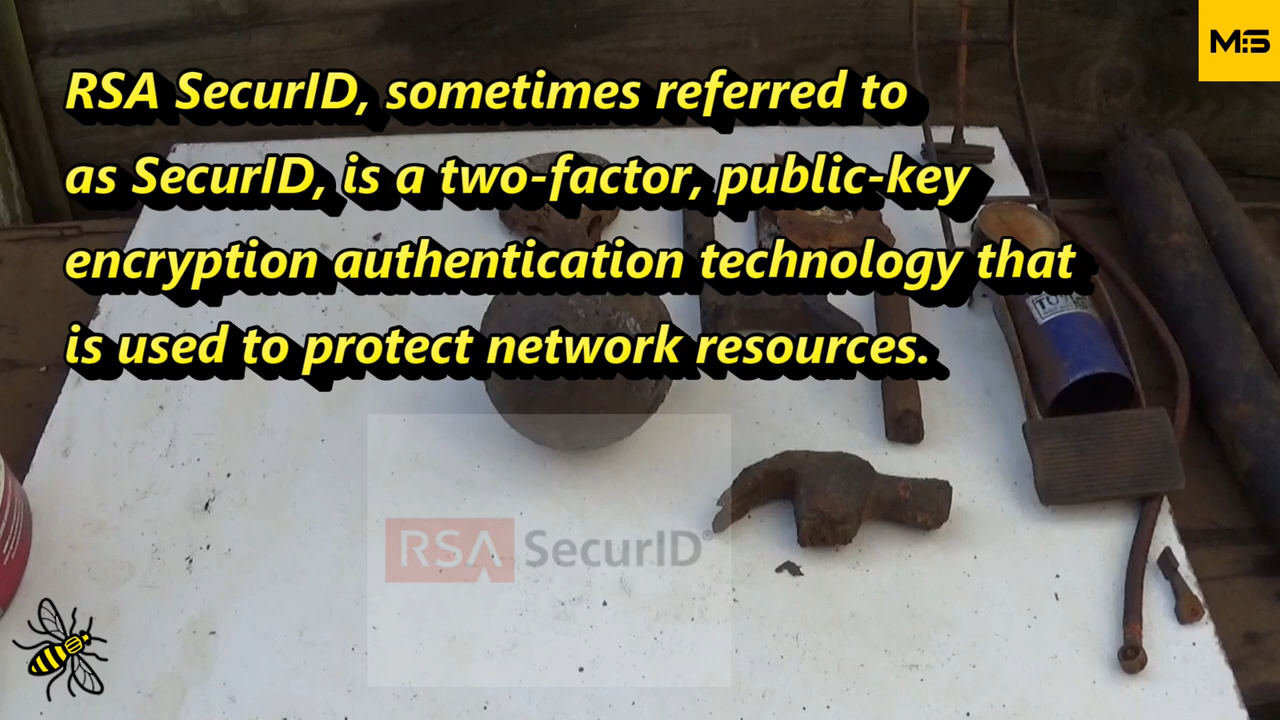 MS
RSA SecurID, sometimes referred to
as SecurID, is a two-factor, public-key
encryption authentication technology that
is used to protect network resources.
RSA SecurID®